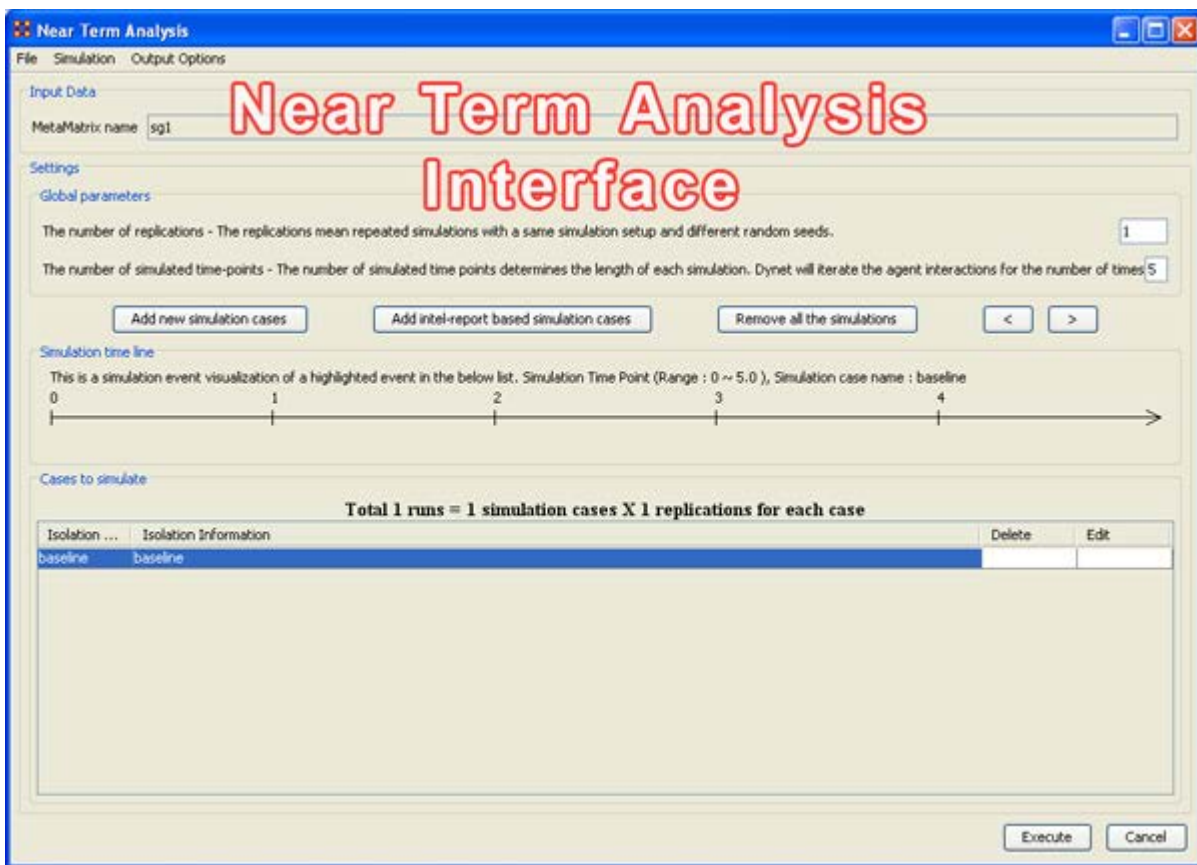 Near Term Analysis
File Simulation Output Options
Near Term Analysis
Interface
Input Data
MetaMatrix name sg1
Settings
Global parameters
The number of replications - The replications mean repeated simulations with a same simulation setup and different random seeds. 1
The number of simulated time-points - The number of simulated time points determines the length of each simulation. Dynet will iterate the agent interactions for the number of times 5
Add new simulation cases Add intel-report based simulation cases Remove all the simulations < >
Simulation time line
This is a simulation event visualization of a highlighted event in the below list. Simulation Time Point (Range : 0 ~ 5.0 ), Simulation case name : baseline
0 1 2 3 4
Cases to simulate
Total 1 runs = 1 simulation cases X 1 replications for each case
Isolation ... Isolation Information Delete Edit
baseline baseline
Execute Cancel